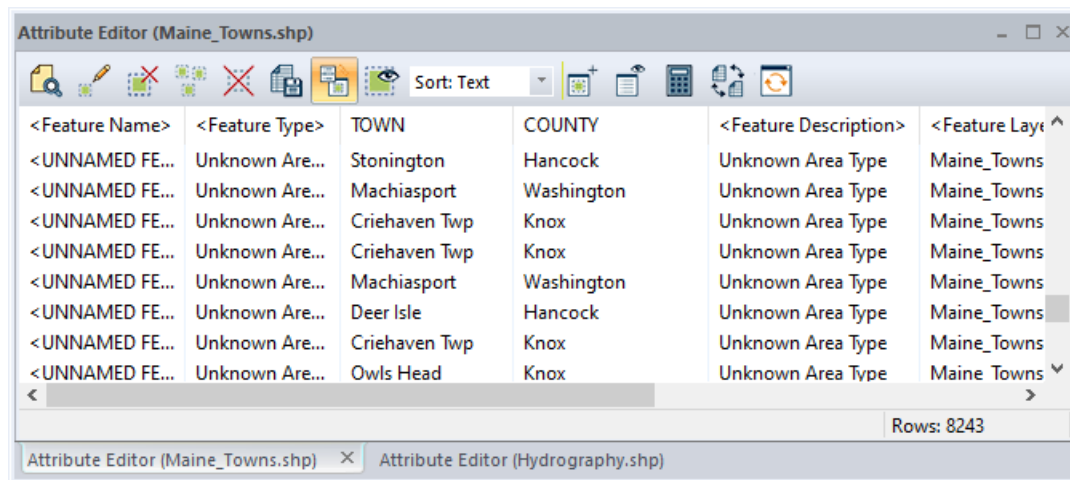 Attribute Editor (Maine_Towns.shp)
Sort: Text
<Feature Name> <Feature Type> TOWN COUNTY <Feature Description> <Feature Laye
<UNNAMED FE... Unknown Are... Stonington Hancock Unknown Area Type Maine_Towns
<UNNAMED FE... Unknown Are... Machiasport Washington Unknown Area Type Maine_Towns
<UNNAMED FE... Unknown Are... Criehaven Twp Knox Unknown Area Type Maine_Towns
<UNNAMED FE... Unknown Are... Criehaven Twp Knox Unknown Area Type Maine_Towns
<UNNAMED FE... Unknown Are... Machiasport Washington Unknown Area Type Maine_Towns
<UNNAMED FE... Unknown Are... Deer Isle Hancock Unknown Area Type Maine_Towns
<UNNAMED FE... Unknown Are... Criehaven Twp Knox Unknown Area Type Maine_Towns
<UNNAMED FE... Unknown Are... Owls Head Knox Unknown Area Type Maine_Towns
Rows: 8243
Attribute Editor (Maine_Towns.shp) Attribute Editor (Hydrography.shp)